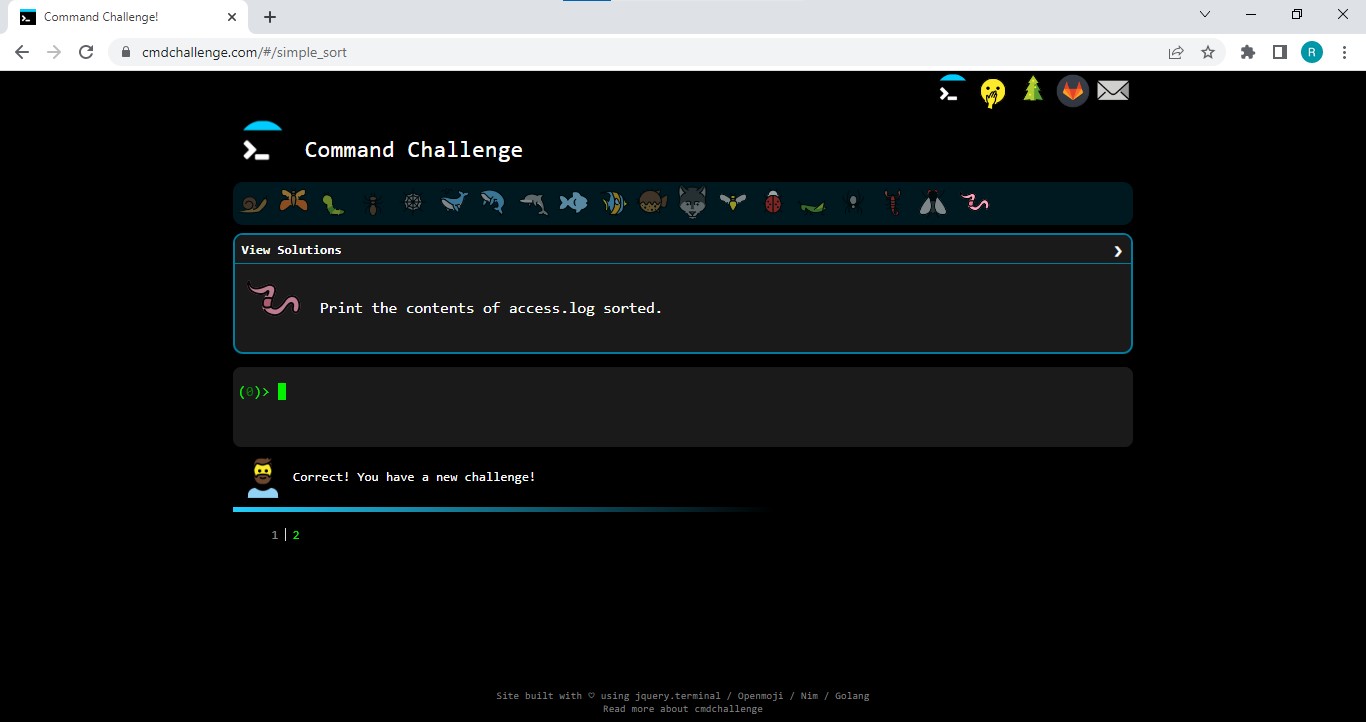 Command Challenge!
cmdchallenge.com/#/simple_sort
R
Command Challenge
View Solutions
Print the contents of access.log sorted.
(0)>
Correct! You have a new challenge!
1 2
Site built with ♡ using jquery.terminal / Openmoji / Nim / Golang
Read more about cmdchallenge